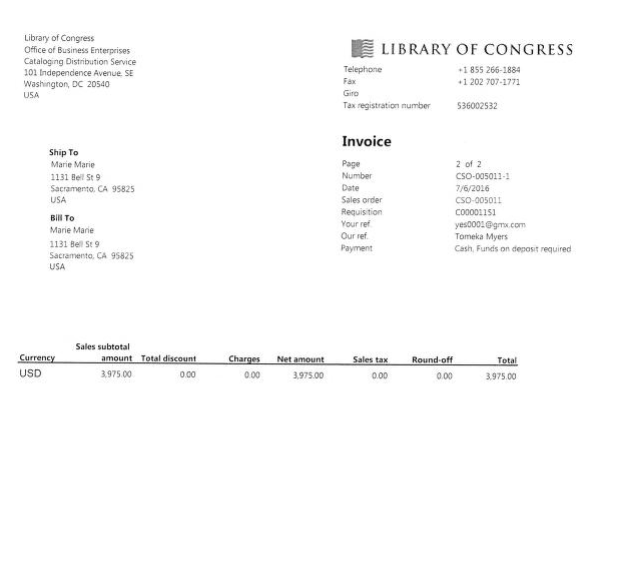 Library of Congress
Office of Business Enterprises
Cataloging Distribution Service
101 Independence Avenue, SE
Washington, DC 20540
USA
LIBRARY OF CONGRESS
Telephone +1 855 266-1884
Fax +1 202 707-1771
Giro
Tax registration number 536002532
Invoice
Page 2 of 2
Number CSO-005011-1
Date 7/6/2016
Sales order CSO-005011
Requisition C00001151
Your ref. yes0001@gmx.com
Our ref. Tomeka Myers
Payment Cash, Funds on deposit required
Ship To
Marie Marie
1131 Bell St 9
Sacramento, CA 95825
USA
Bill To
Marie Marie
1131 Bell St 9
Sacramento, CA 95825
USA
Currency Sales subtotal amount Total discount Charges Net amount Sales tax Round-off Total
USD 3,975.00 0.00 0.00 3,975.00 0.00 0.00 3,975.00